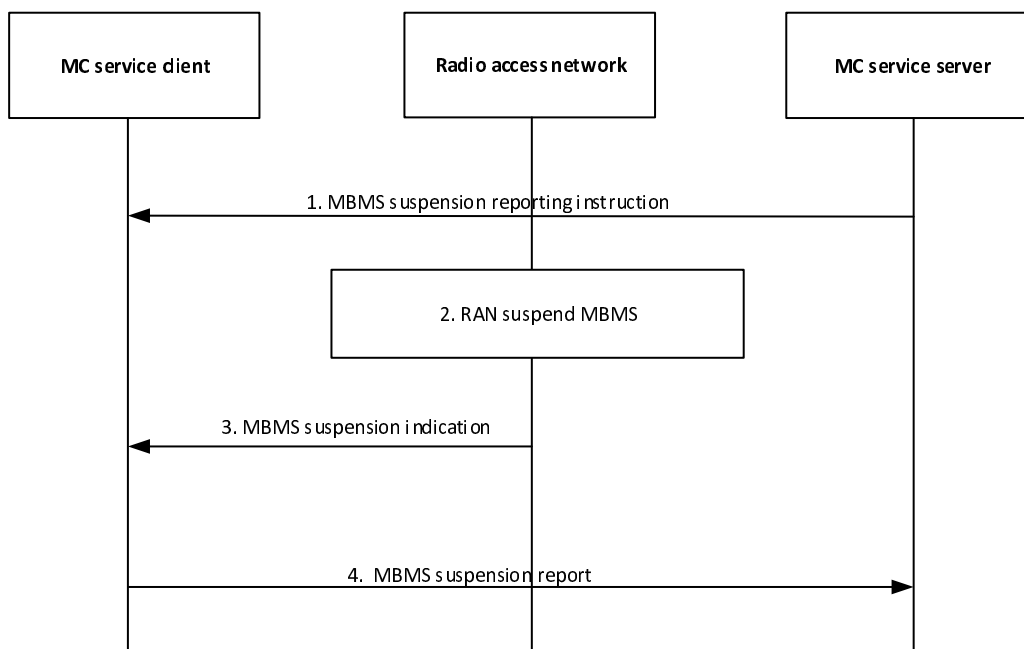 MC service client
Radio access network
MC service server
1. MBMS suspension reporting instruction
2. RAN suspend MBMS
3. MBMS suspension indication
4. MBMS suspension report